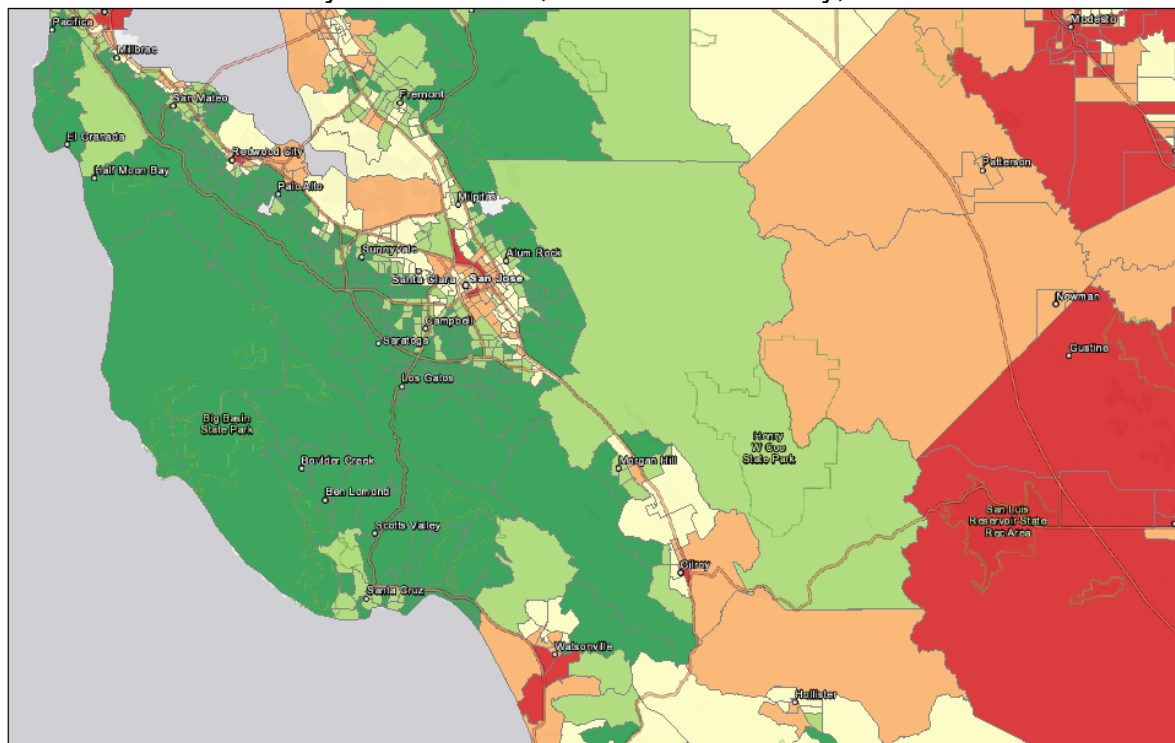 Pacifica
Modesto
Millbrae
San Mateo
Fremont
El Granada
Redwood City
Patterson
Half Moon Bay
Palo Alto
Milpitas
Sunnyvale
Alum Rock
Santa Clara
San Jose
Newman
Campbell
Saratoga
Gustine
Los Gatos
Big Basin
State Park
Henry
W Coe
State Park
Boulder Creek
Morgan Hill
Ben Lomond
San Luis
Reservoir State
Rec Area
Scotts Valley
Gilroy
Santa Cruz
Watsonville
Hollister